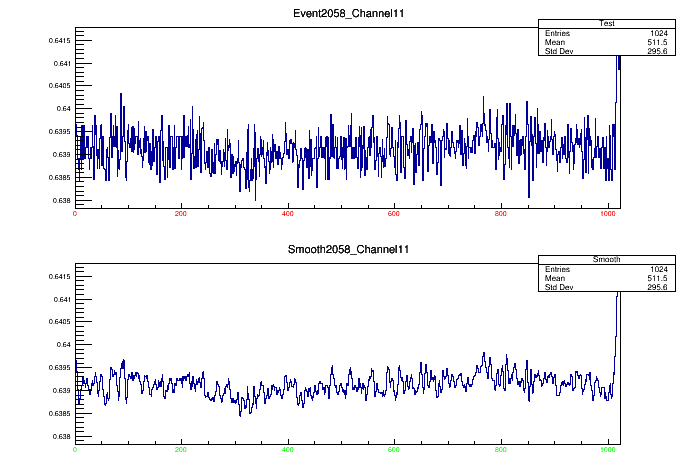 Event2058_Channel11
Test
Entries 1024
Mean 511.5
Std Dev 295.6
0.6415
0.641
0.6405
0.64
0.6395
0.639
0.6385
0.638
0 200 400 600 800 1000
Smooth2058_Channel11
Smooth
Entries 1024
Mean 511.5
Std Dev 295.6
0.6415
0.641
0.6405
0.64
0.6395
0.639
0.6385
0.638
0 200 400 600 800 1000